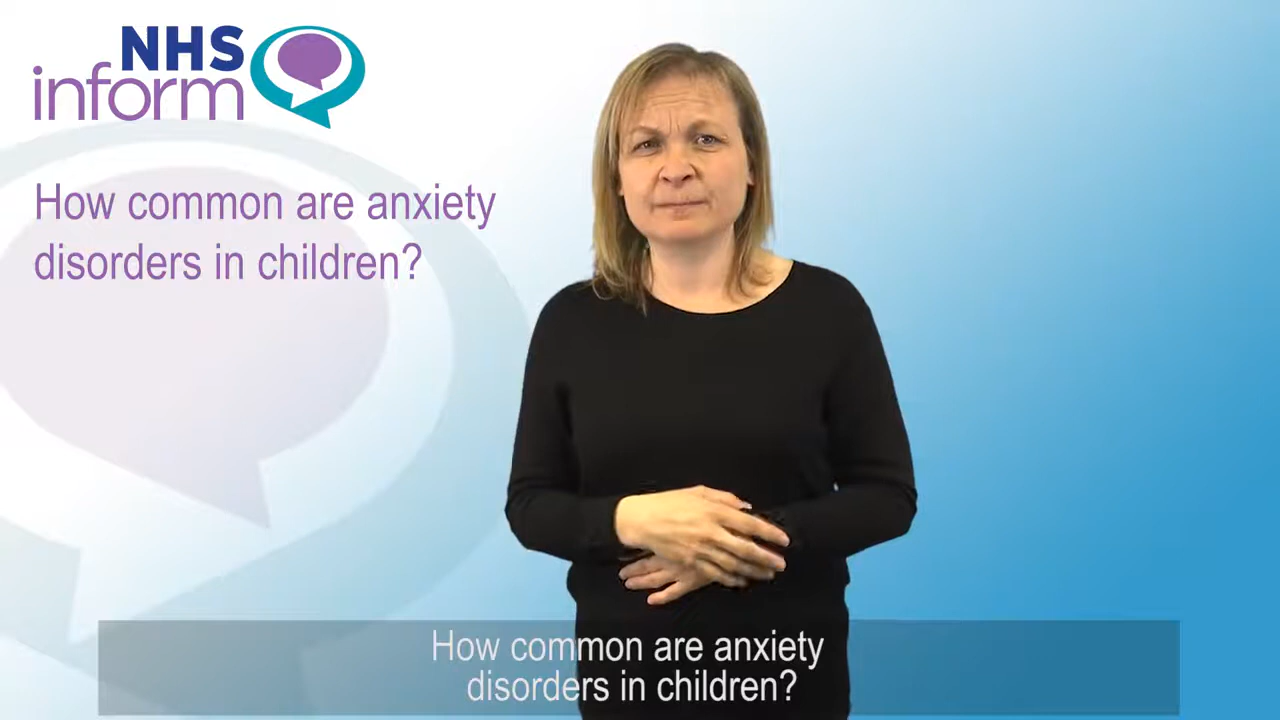 NHS
inform
How common are anxiety
disorders in children?
How common are anxiety
disorders in children?